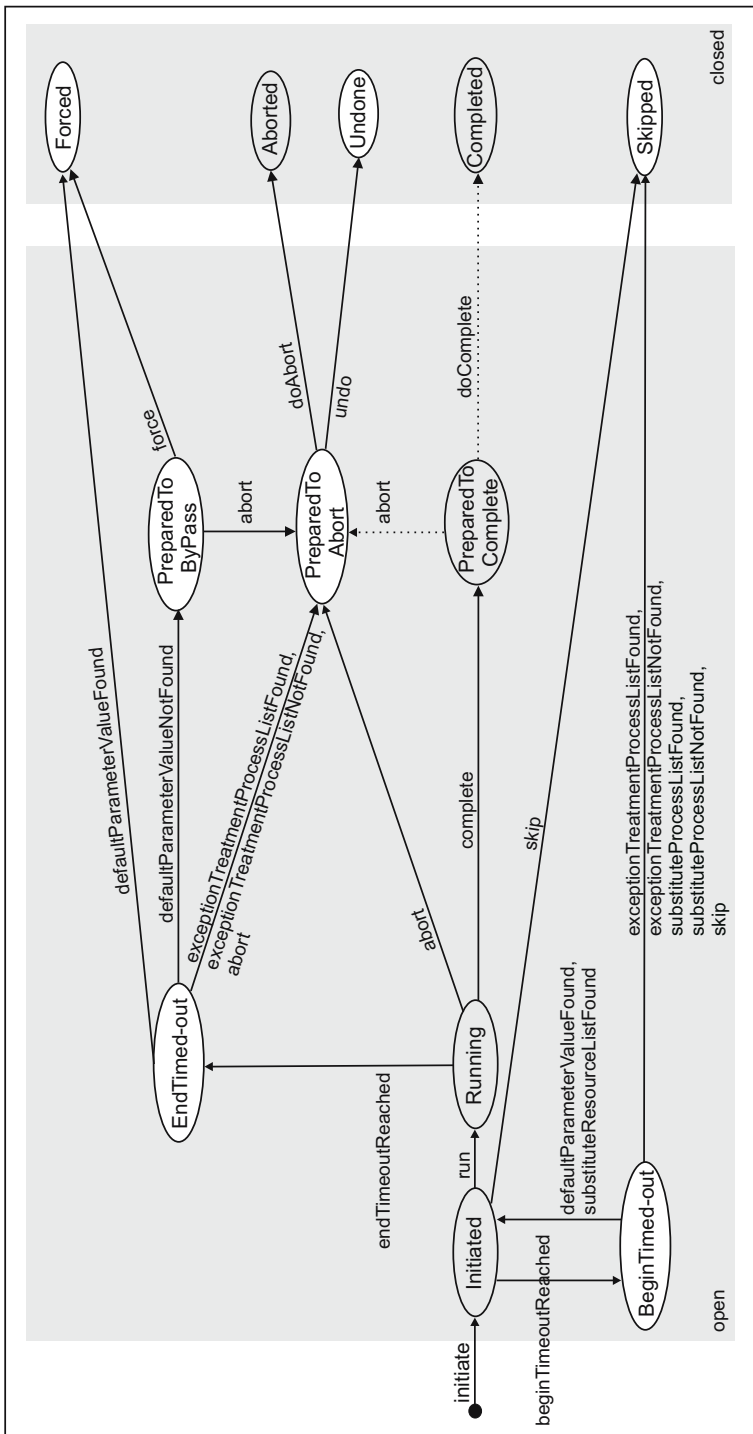 closed
Forced
Aborted
Undone
Completed
Skipped
force
doAbort
undo
doComplete
PreparedTo
ByPass
abort
PreparedTo
Abort
abort
PreparedTo
Complete
defaultParameterValueFound
defaultParameterValueNotFound
exceptionTreatmentProcessListFound,
exceptionTreatmentProcessListNotFound,
abort
abort
complete
skip
exceptionTreatmentProcessListFound,
exceptionTreatmentProcessListNotFound,
substituteProcessListFound,
substituteProcessListNotFound,
skip
EndTimed-out
endTimeoutReached
Running
run
Initiated
defaultParameterValueFound,
substituteResourceListFound
beginTimeoutReached
BeginTimed-out
initiate
open